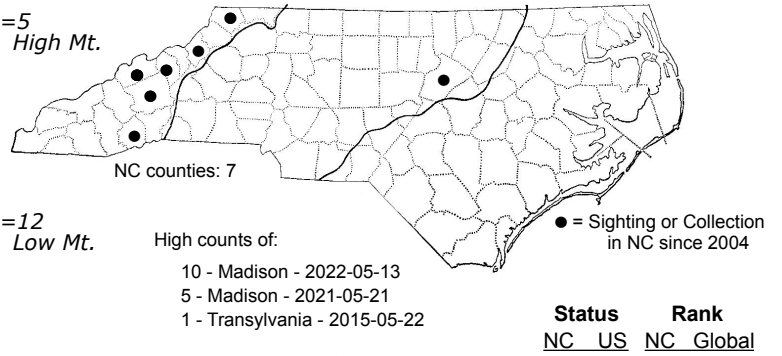 =5
High Mt.
NC counties: 7
=12
Low Mt.
High counts of:
10 - Madison - 2022-05-13
5 - Madison - 2021-05-21
1 - Transylvania - 2015-05-22
● = Sighting or Collection
in NC since 2004
Status Rank
NC US NC Global